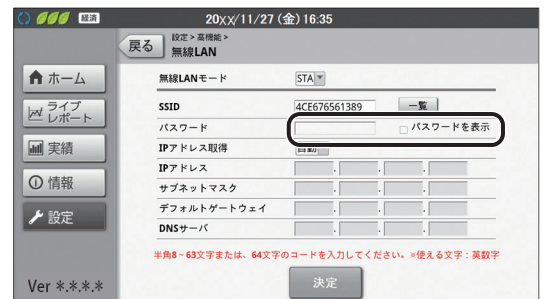 経済 20xx/11/27 (金) 16:35
戻る 設定 > 高機能 >
無線LAN
ホーム
ライブ
レポート
実績
情報
設定
Ver *.*.*.*
無線LANモード STA
SSID 4CE676561389 一覧
パスワード パスワードを表示
IPアドレス取得 自動
IPアドレス . . .
サブネットマスク . . .
デフォルトゲートウェイ . . .
DNSサーバ . . .
半角8-63文字または、64文字のコードを入力してください。※使える文字：英数字
決定